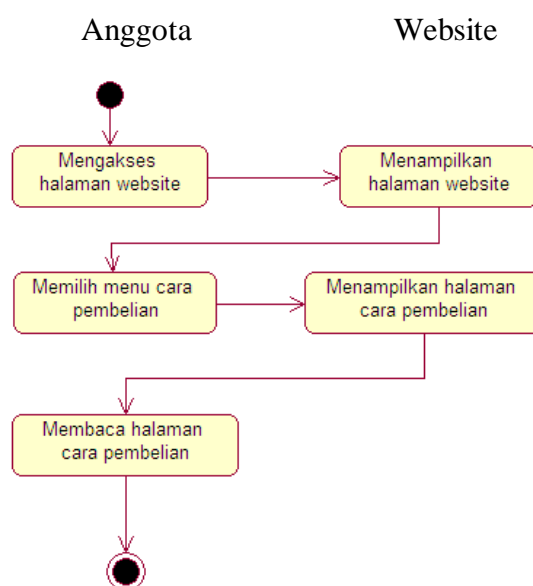 Anggota
Website
Mengakses
halaman website
Menampilkan
halaman website
Memilih menu cara
pembelian
Menampilkan halaman
cara pembelian
Membaca halaman
cara pembelian